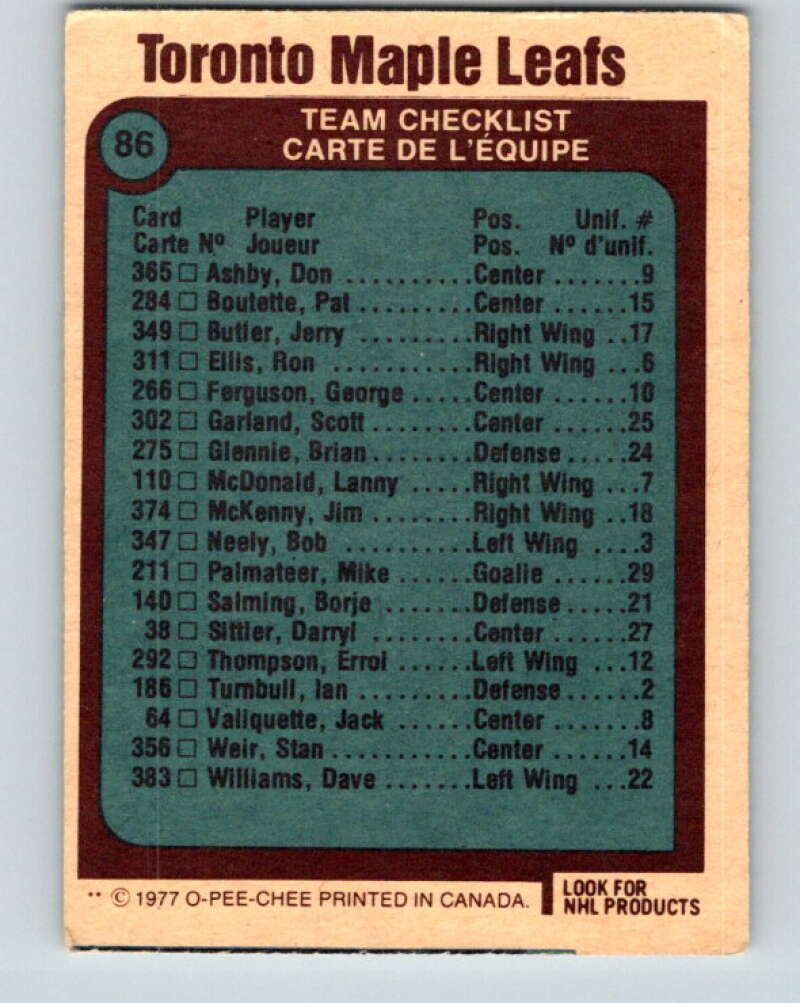 Toronto Maple Leafs
86
TEAM CHECKLIST
CARTE DE L'ÉQUIPE
Card Player Pos. Unif. #
Carte Nº Joueur Pos. Nº d'unif.
365 □ Ashby, Don ..........Center .......9
284 □ Boutette, Pat .........Center ......15
349 □ Butler, Jerry .........Right Wing ..17
311 □ Ellis, Ron ...........Right Wing ...6
266 □ Ferguson, George .....Center ......10
302 □ Garland, Scott ........Center ......25
275 □ Glennie, Brian ........Defense .....24
110 □ McDonald, Lanny ......Right Wing ...7
374 □ McKenny, Jim ........Right Wing ..18
347 □ Neely, Bob ..........Left Wing ....3
211 □ Palmateer, Mike ......Goalie ......29
140 □ Salming, Borje .......Defense .....21
38 □ Sittler, Darryl ........Center ......27
292 □ Thompson, Errol ......Left Wing ...12
186 □ Turnbull, Ian .........Defense ......2
64 □ Valiquette, Jack ......Center .......8
356 □ Weir, Stan ...........Center ......14
383 □ Williams, Dave .......Left Wing ...22
** © 1977 O-PEE-CHEE PRINTED IN CANADA.
LOOK FOR
NHL PRODUCTS